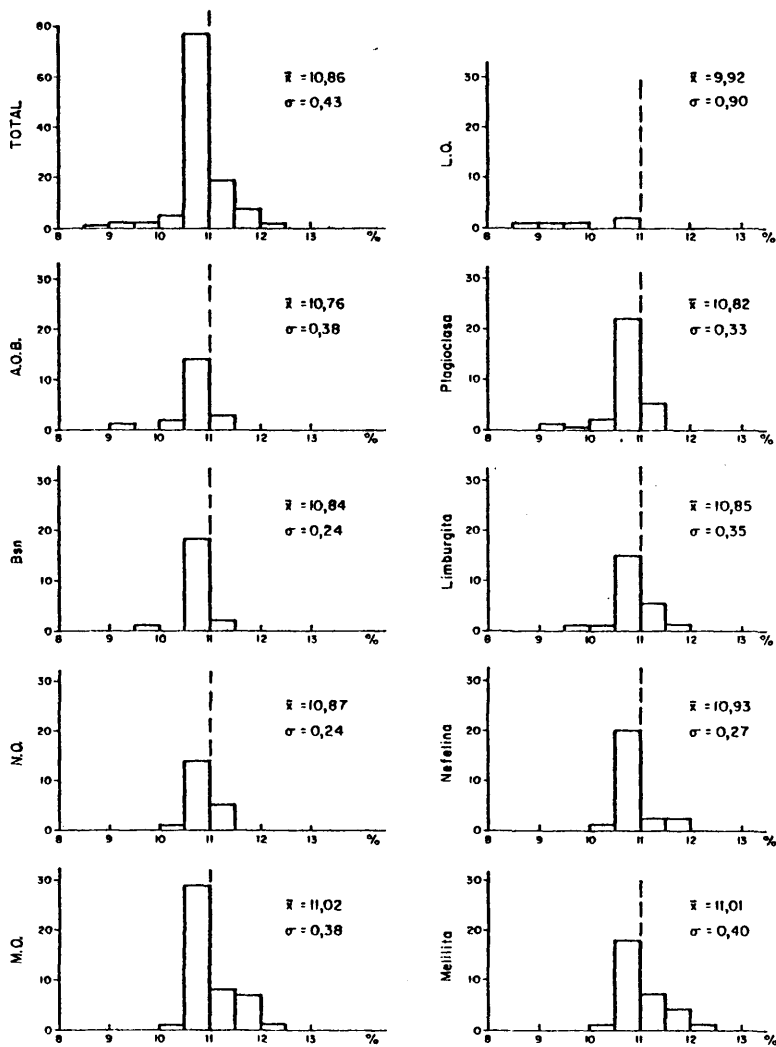 TOTAL
80
60
40
20
0
x̄ = 10,86
σ = 0,43
8 9 10 11 12 13 %
L.Q.
30
20
10
0
x̄ = 9,92
σ = 0,90
8 9 10 11 12 13 %
A.O.B.
30
20
10
0
x̄ = 10,76
σ = 0,38
8 9 10 11 12 13 %
Plagioclasa
30
20
10
0
x̄ = 10,82
σ = 0,33
8 9 10 11 12 13 %
Bsn
30
20
10
0
x̄ = 10,84
σ = 0,24
8 9 10 11 12 13 %
Limburgita
30
20
10
0
x̄ = 10,85
σ = 0,35
8 9 10 11 12 13 %
N.O.
30
20
10
0
x̄ = 10,87
σ = 0,24
8 9 10 11 12 13 %
Nefelina
30
20
10
0
x̄ = 10,93
σ = 0,27
8 9 10 11 12 13 %
M.O.
30
20
10
0
x̄ = 11,02
σ = 0,38
8 9 10 11 12 13 %
Melilita
30
20
10
0
x̄ = 11,01
σ = 0,40
8 9 10 11 12 13 %